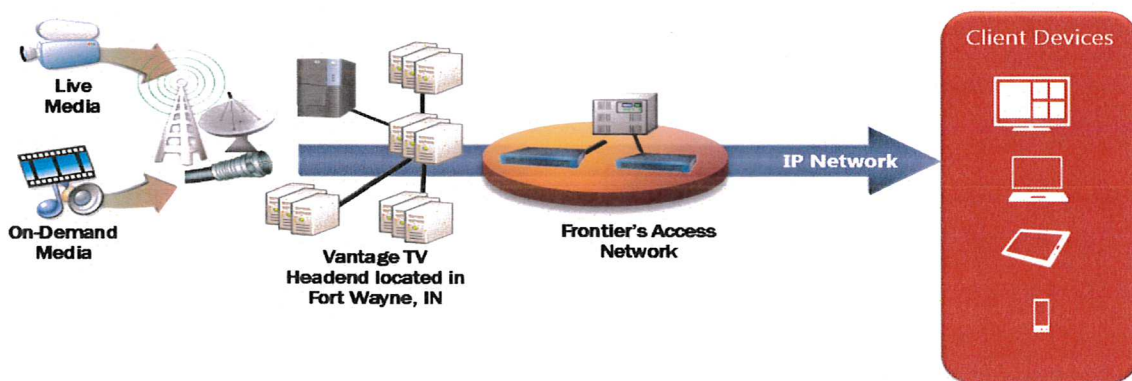 Live
Media
On-Demand
Media
Vantage TV
Headend located in
Fort Wayne, IN
Frontier's Access
Network
IP Network
Client Devices